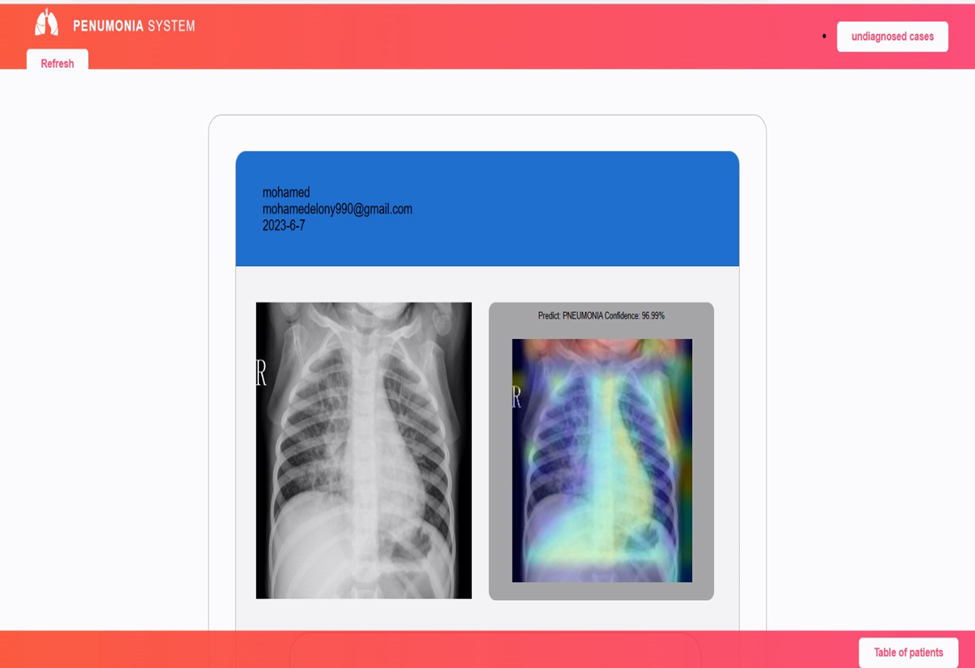 PENUMONIA SYSTEM
undiagnosed cases
Refresh
mohamed
mohamedelony990@gmail.com
2023-6-7
R
Predict: PNEUMONIA Confidence: 96.99%
R
Table of patients